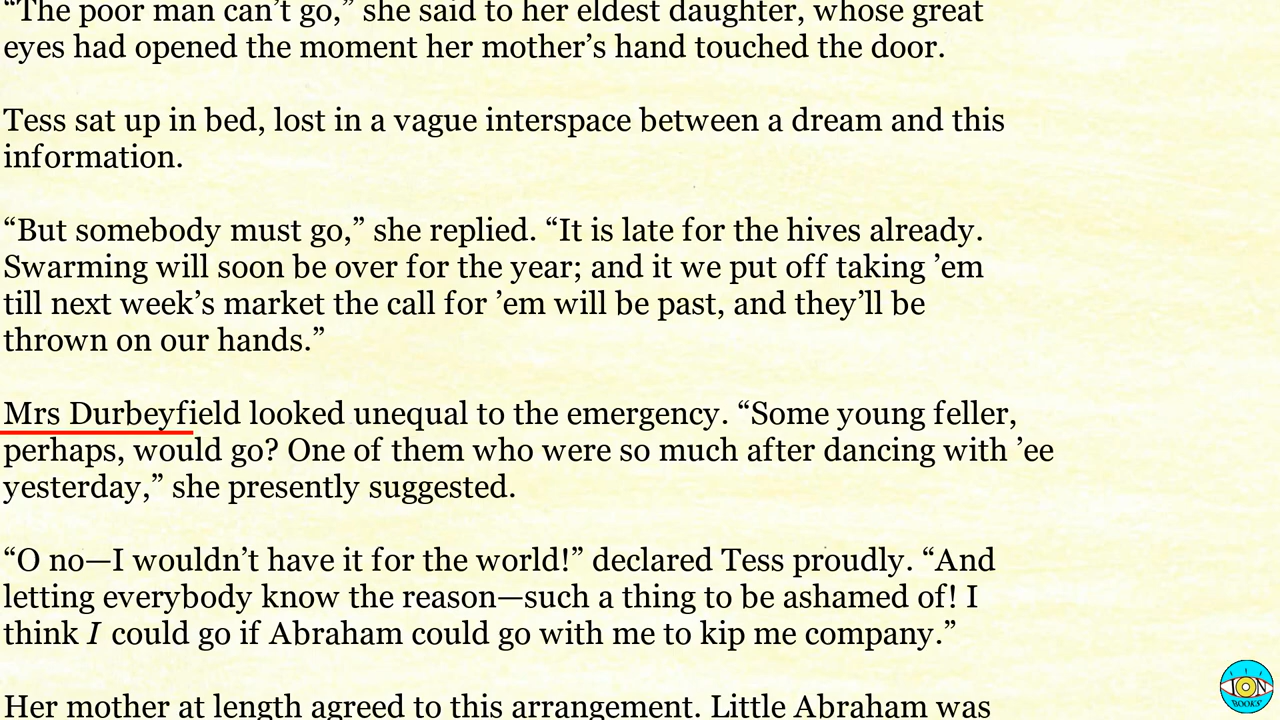 “The poor man can’t go,” she said to her eldest daughter, whose great
eyes had opened the moment her mother’s hand touched the door.
Tess sat up in bed, lost in a vague interspace between a dream and this
information.
“But somebody must go,” she replied. “It is late for the hives already.
Swarming will soon be over for the year; and it we put off taking ’em
till next week’s market the call for ’em will be past, and they’ll be
thrown on our hands.”
Mrs Durbeyfield looked unequal to the emergency. “Some young feller,
perhaps, would go? One of them who were so much after dancing with ’ee
yesterday,” she presently suggested.
“O no—I wouldn’t have it for the world!” declared Tess proudly. “And
letting everybody know the reason—such a thing to be ashamed of! I
think I could go if Abraham could go with me to kip me company.”
Her mother at length agreed to this arrangement. Little Abraham was
ION
BOOKS